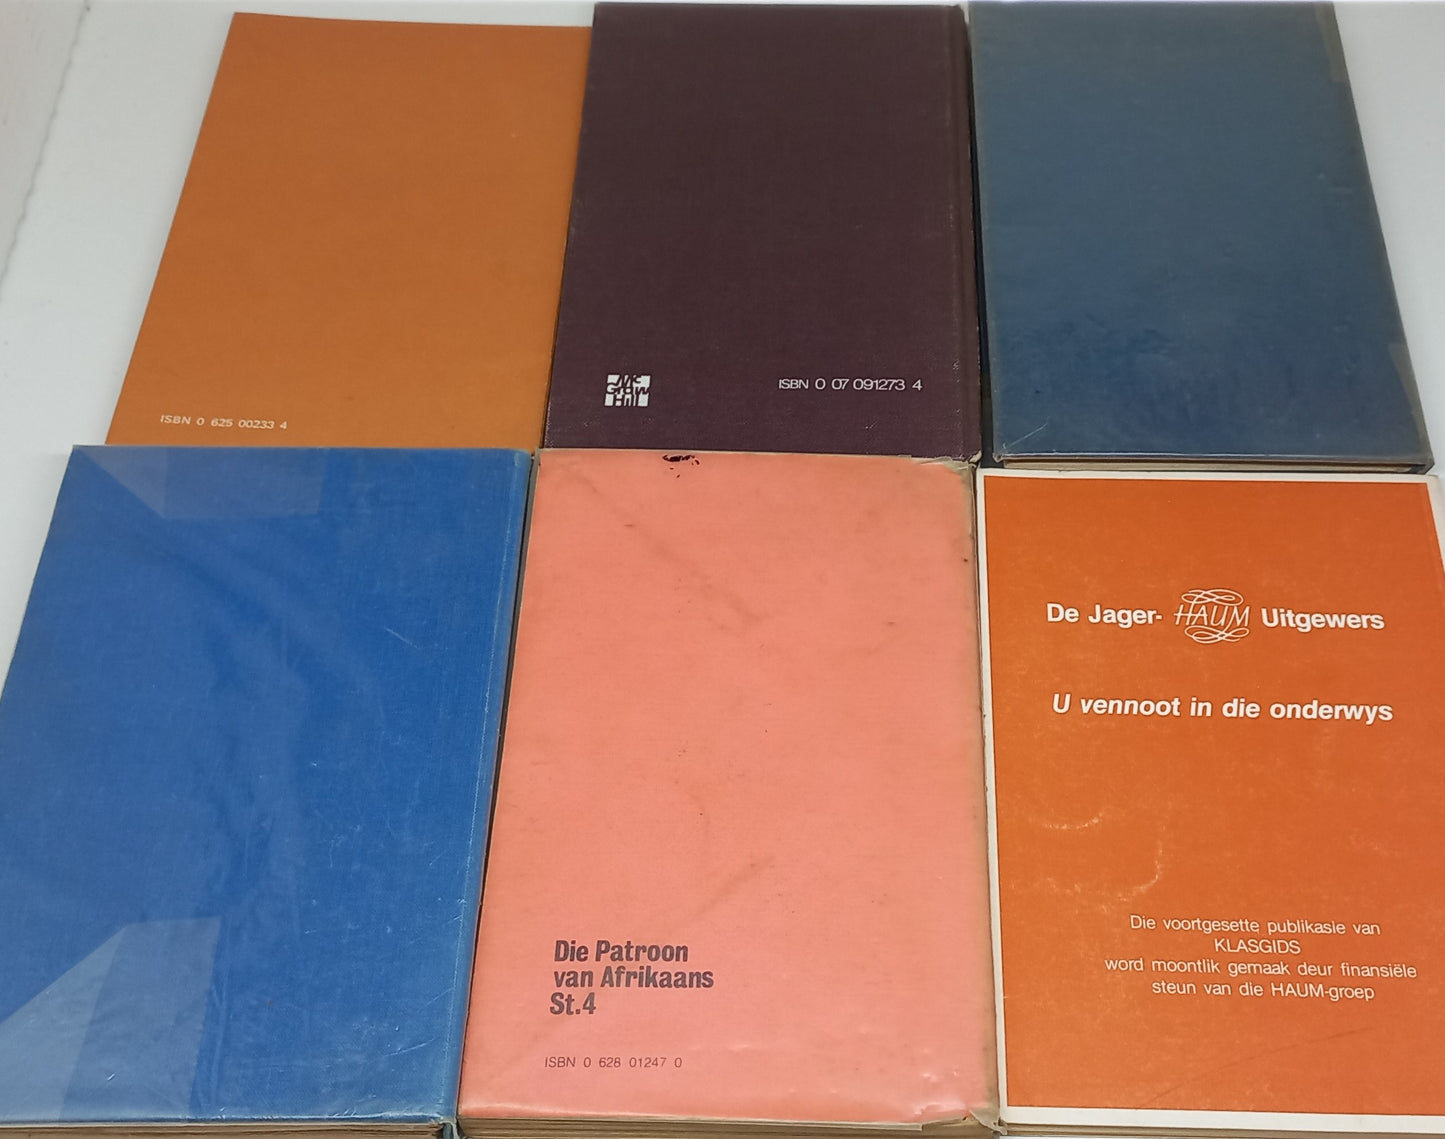 ISBN 0 625 00233 4
Mc
Graw
Hill
ISBN 0 07 091273 4
De Jager- HAUM Uitgewers
U vennoot in die onderwys
Die voortgesette publikasie van
KLASGIDS
word moontlik gemaak deur finansiële
steun van die HAUM-groep
Die Patroon
van Afrikaans
St.4
ISBN 0 628 01247 0